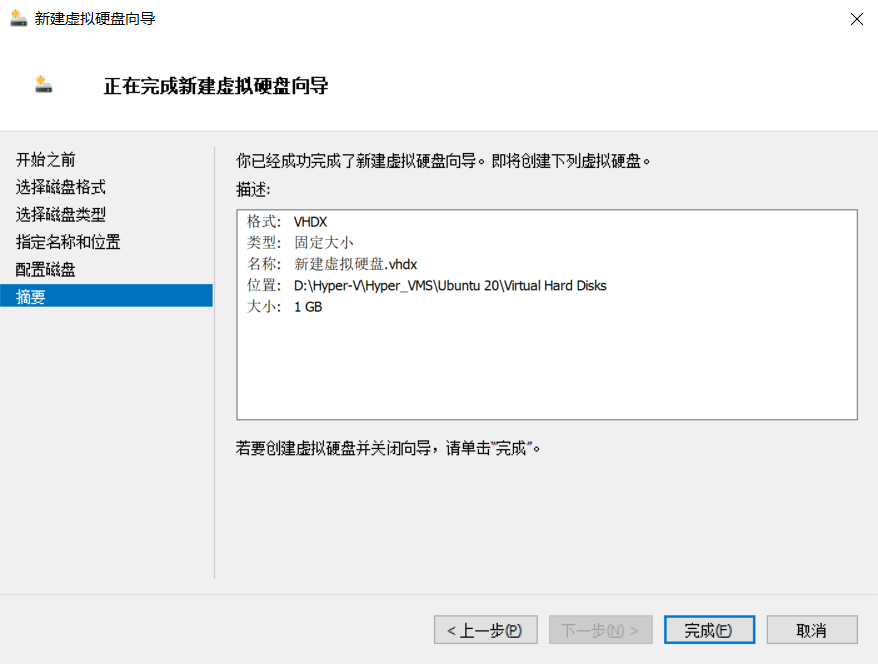 新建虚拟硬盘向导
正在完成新建虚拟硬盘向导
开始之前
选择磁盘格式
选择磁盘类型
指定名称和位置
配置磁盘
摘要
你已经成功完成了新建虚拟硬盘向导。即将创建下列虚拟硬盘。
描述:
格式: VHDX
类型: 固定大小
名称: 新建虚拟硬盘.vhdx
位置: D:\Hyper-V\Hyper_VMS\Ubuntu 20\Virtual Hard Disks
大小: 1 GB
若要创建虚拟硬盘并关闭向导，请单击"完成"。
< 上一步(P) 下一步(N) > 完成(F) 取消